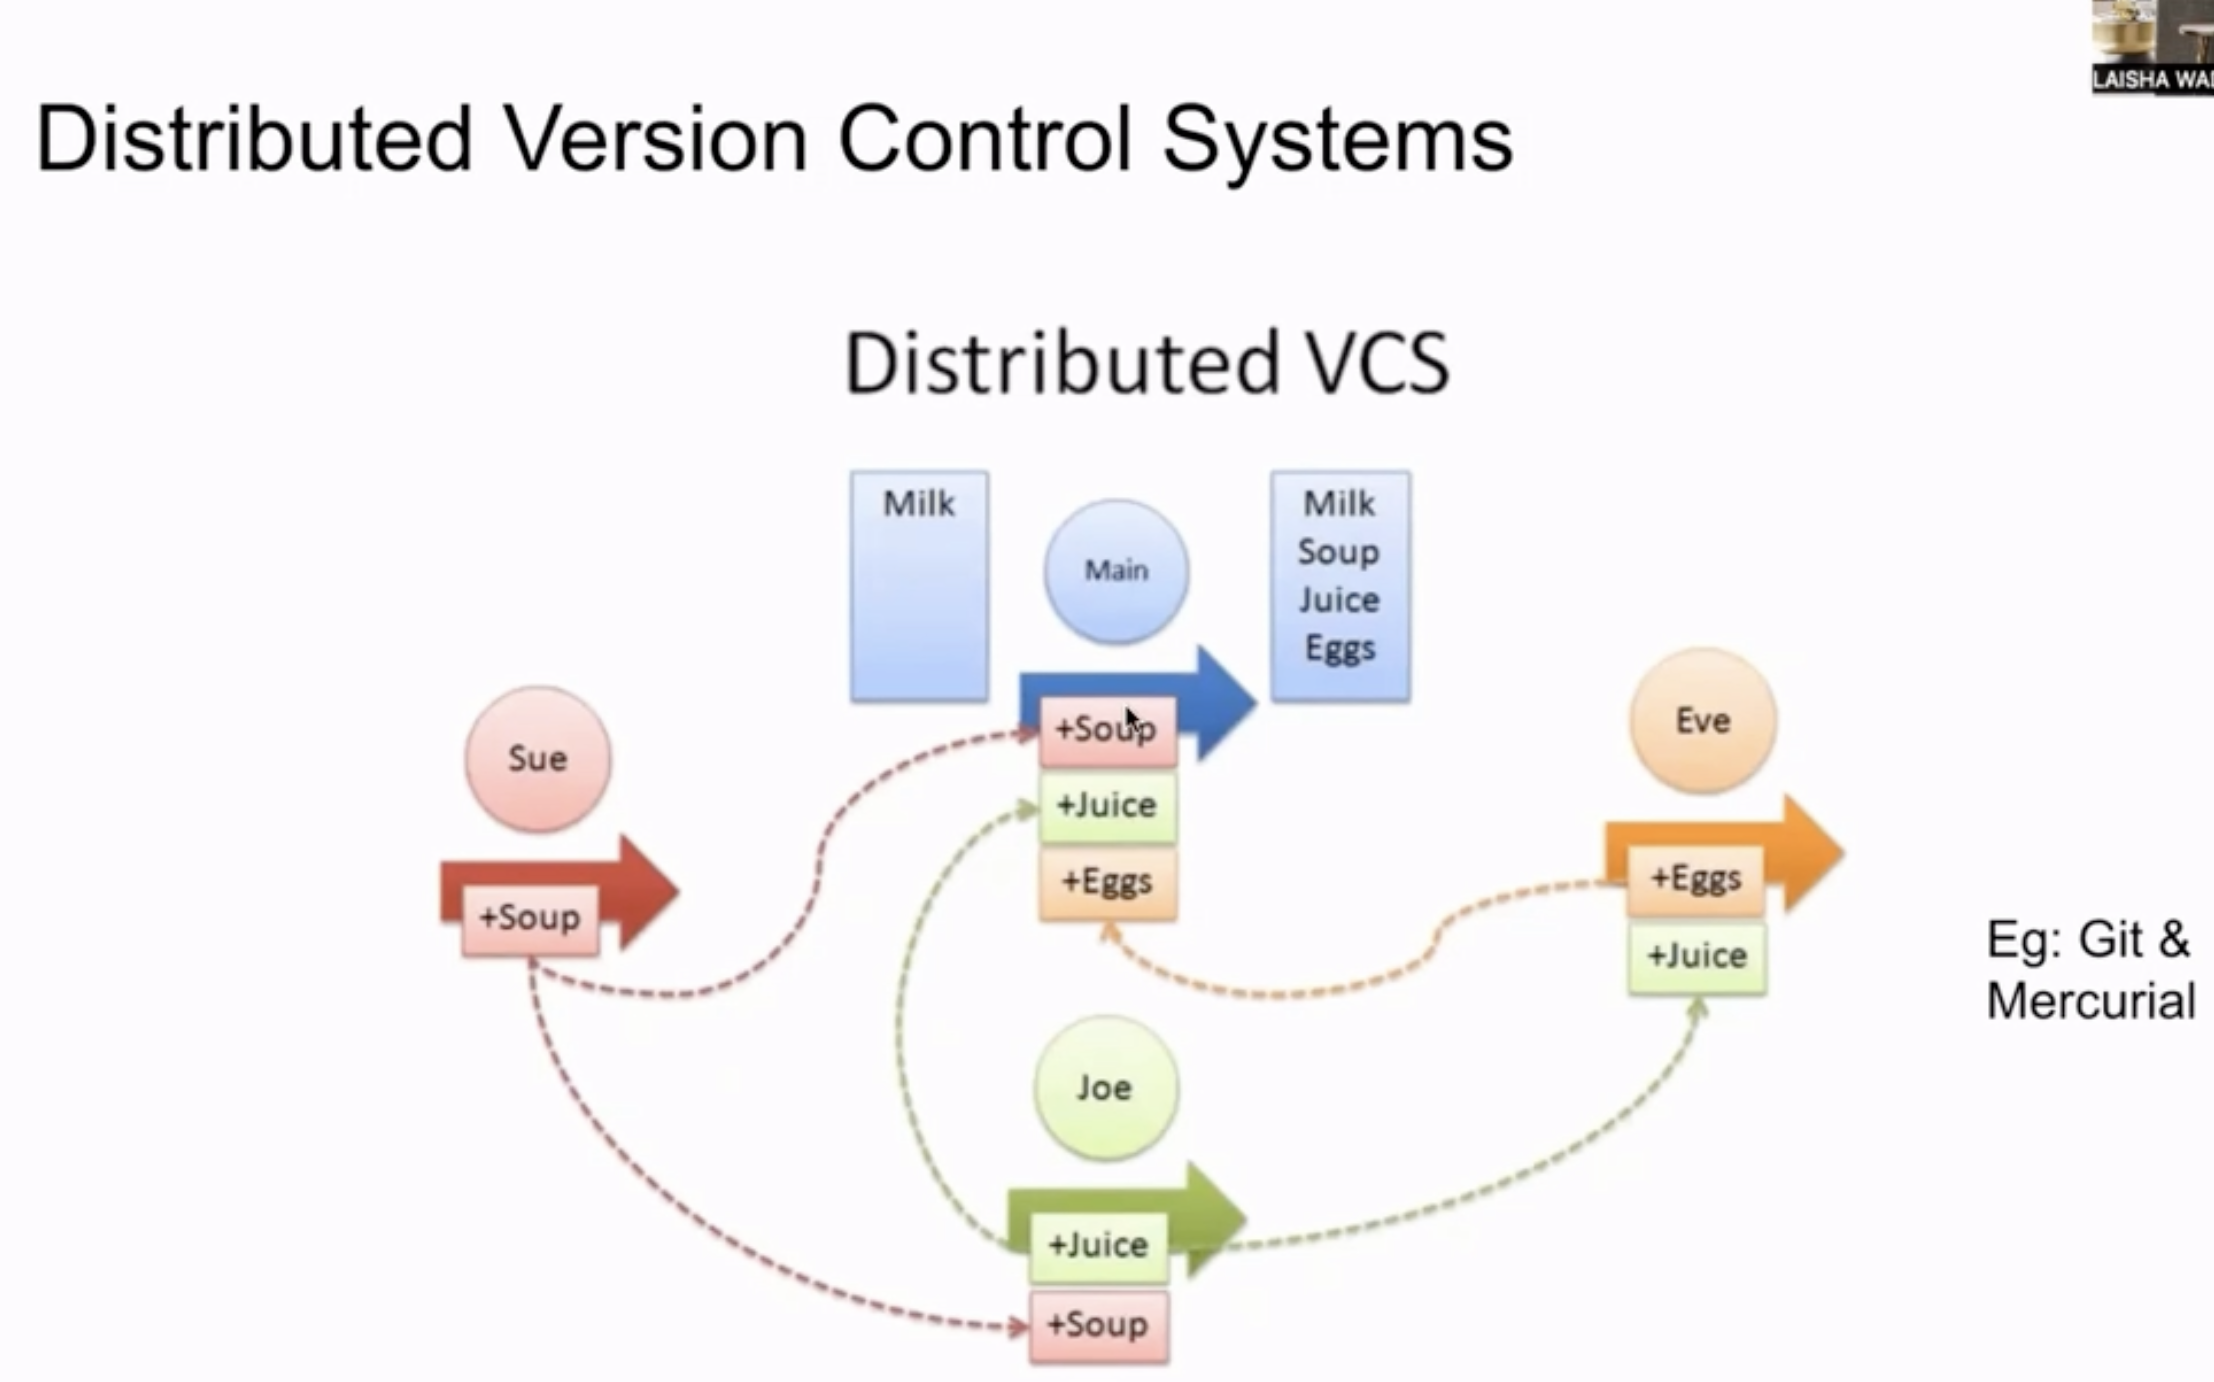 LAISHA WA
Distributed Version Control Systems
Distributed VCS
Milk
Main
Milk
Soup
Juice
Eggs
Sue
+Soup
+Soup
+Juice
+Eggs
Eve
+Eggs
+Juice
Eg: Git &
Mercurial
Joe
+Juice
+Soup